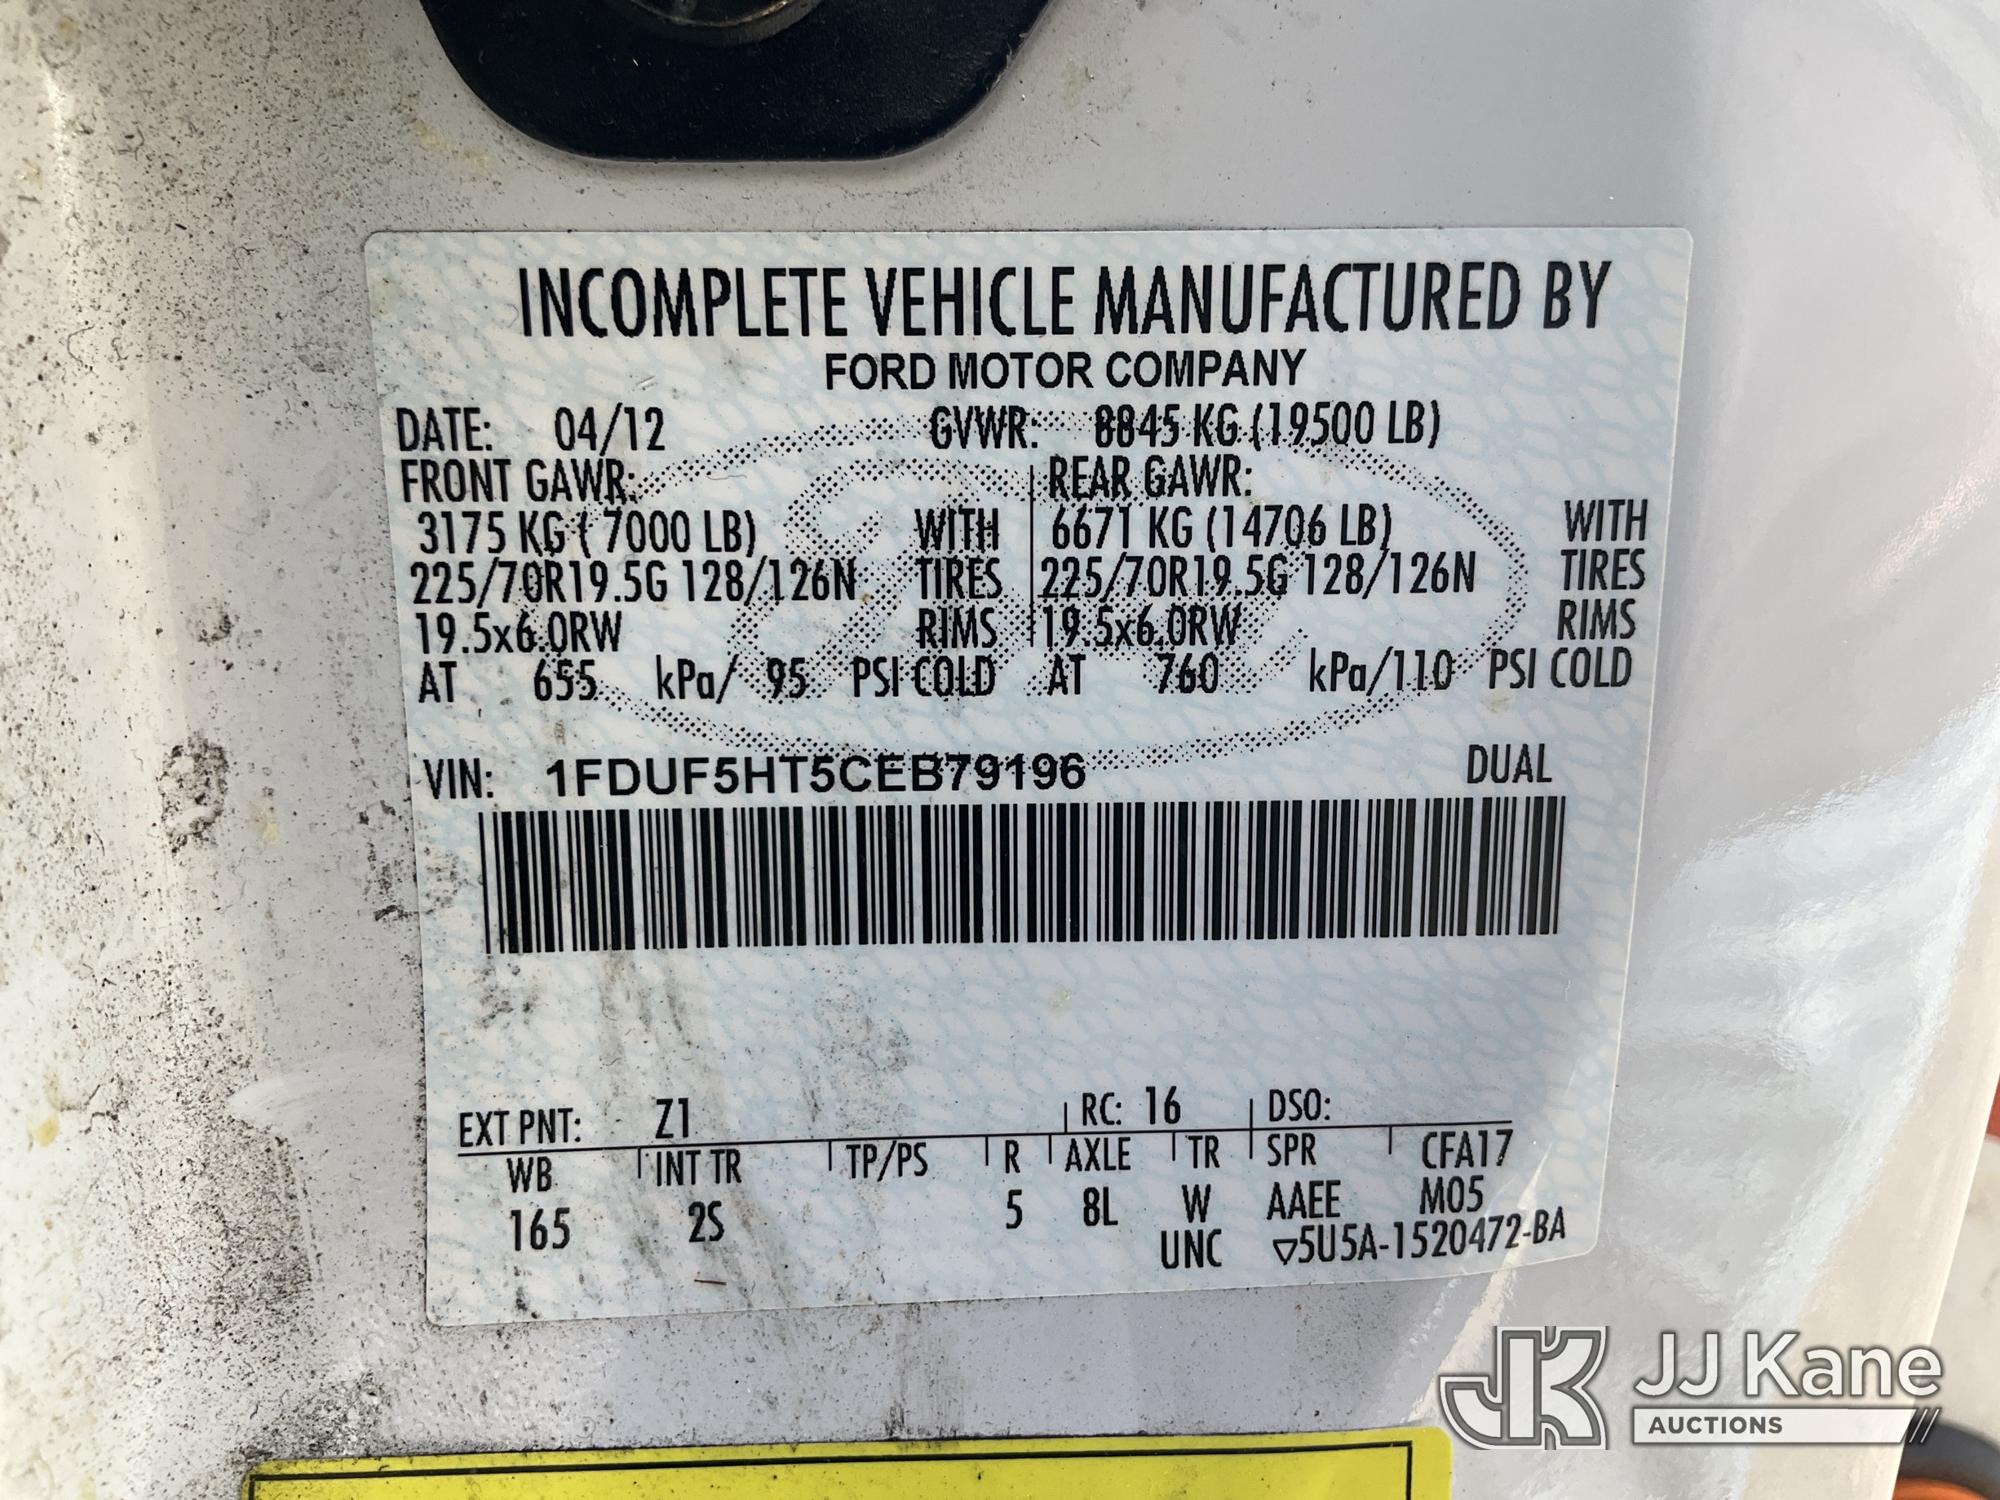 INCOMPLETE VEHICLE MANUFACTURED BY
FORD MOTOR COMPANY
DATE: 04/12 GVWR: 8845 KG (19500 LB)
FRONT GAWR: REAR GAWR:
3175 KG ( 7000 LB) WITH 6671 KG (14706 LB) WITH
225/70R19.5G 128/126N TIRES 225/70R19.5G 128/126N TIRES
19.5x6.0RW RIMS 19.5x6.0RW RIMS
AT 655 kPa/ 95 PSI COLD AT 760 kPa/110 PSI COLD
VIN: 1FDUF5HT5CEB79196 DUAL
EXT PNT: Z1 RC: 16 DSO:
WB INT TR TP/PS R AXLE TR SPR CFA17
165 2S 5 8L W AAEE M05
UNC ▽5U5A-1520472-BA
JK JJ Kane
AUCTIONS